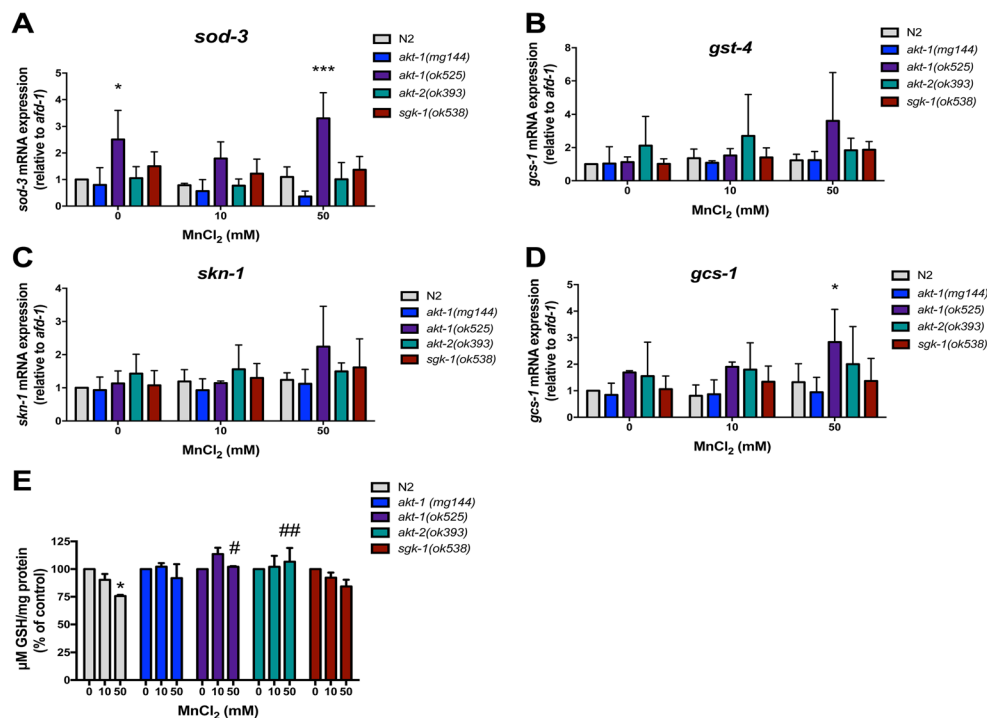 A
sod-3
sod-3 mRNA expression
(relative to afd-1)
5
4
3
2
1
0
*
***
0
10
50
MnCl₂ (mM)
N2
akt-1(mg144)
akt-1(ok525)
akt-2(ok393)
sgk-1(ok538)
B
gst-4
gcs-1 mRNA expression
(relative to afd-1)
8
6
4
2
0
0
10
50
MnCl₂ (mM)
N2
akt-1(mg144)
akt-1(ok525)
akt-2(ok393)
sgk-1(ok538)
C
skn-1
skn-1 mRNA expression
(relative to afd-1)
4
3
2
1
0
0
10
50
MnCl₂ (mM)
N2
akt-1(mg144)
akt-1(ok525)
akt-2(ok393)
sgk-1(ok538)
D
gcs-1
gcs-1 mRNA expression
(relative to afd-1)
5
4
3
2
1
0
*
0
10
50
MnCl₂ (mM)
N2
akt-1(mg144)
akt-1(ok525)
akt-2(ok393)
sgk-1(ok538)
E
N2
akt-1 (mg144)
akt-1(ok525)
akt-2(ok393)
sgk-1(ok538)
µM GSH/mg protein
(% of control)
125
100
75
50
25
0
*
#
##
0 10 50 0 10 50 0 10 50 0 10 50 0 10 50
MnCl₂ (mM)